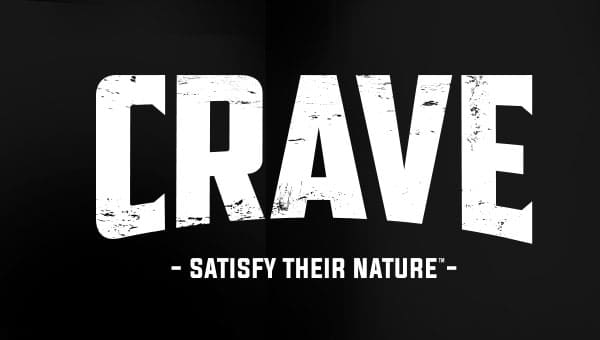 CRAVE
- SATISFY THEIR NATURE™ -